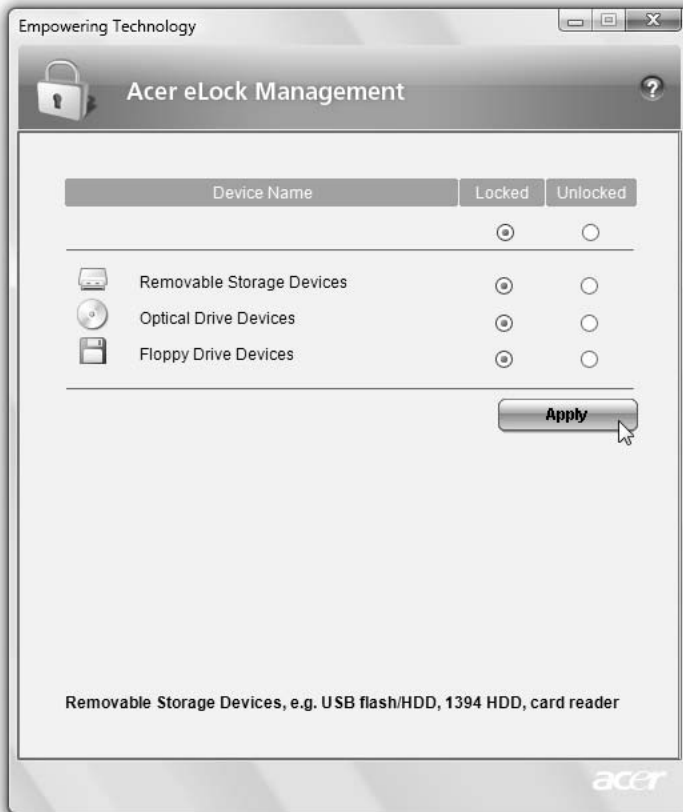 Empowering Technology
Acer eLock Management
?
Device Name Locked Unlocked
Removable Storage Devices
Optical Drive Devices
Floppy Drive Devices
Apply
Removable Storage Devices, e.g. USB flash/HDD, 1394 HDD, card reader
acer